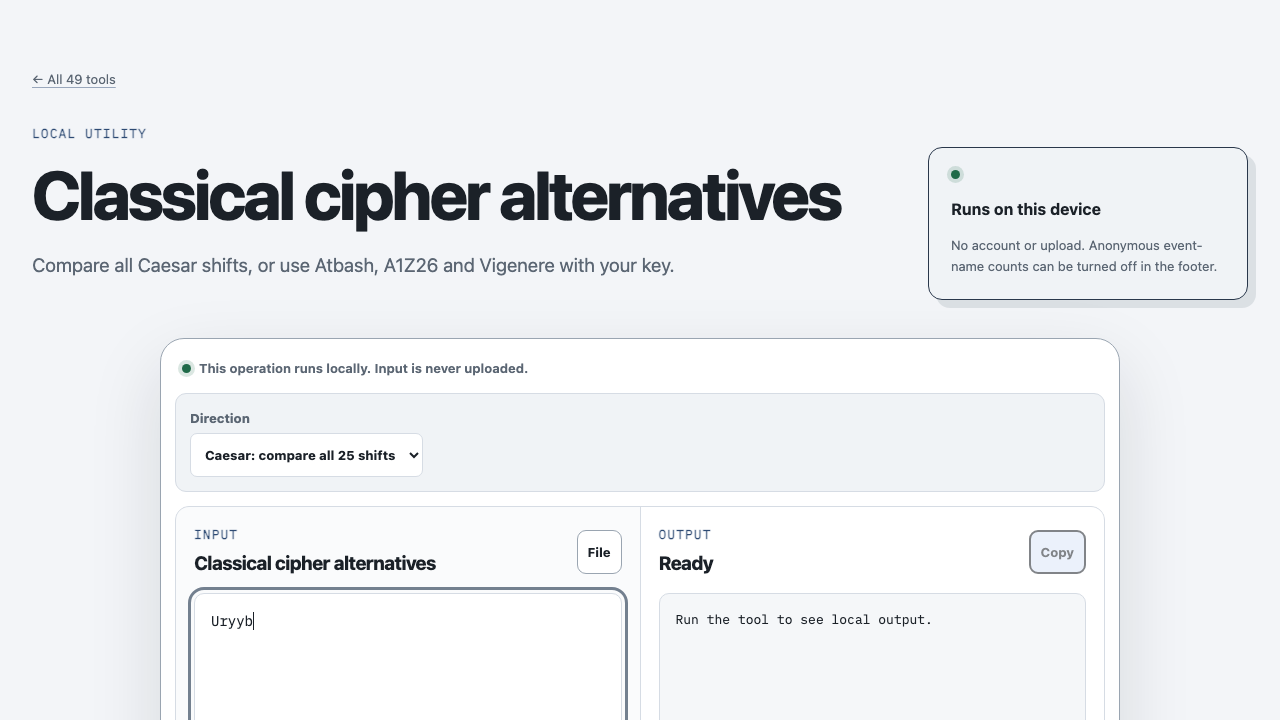 ← All 49 tools
LOCAL UTILITY
Classical cipher alternatives
Compare all Caesar shifts, or use Atbash, A1Z26 and Vigenere with your key.
Runs on this device
No account or upload. Anonymous event-
name counts can be turned off in the footer.
This operation runs locally. Input is never uploaded.
Direction
Caesar: compare all 25 shifts
INPUT
Classical cipher alternatives
File
Uryyb
OUTPUT
Ready
Copy
Run the tool to see local output.